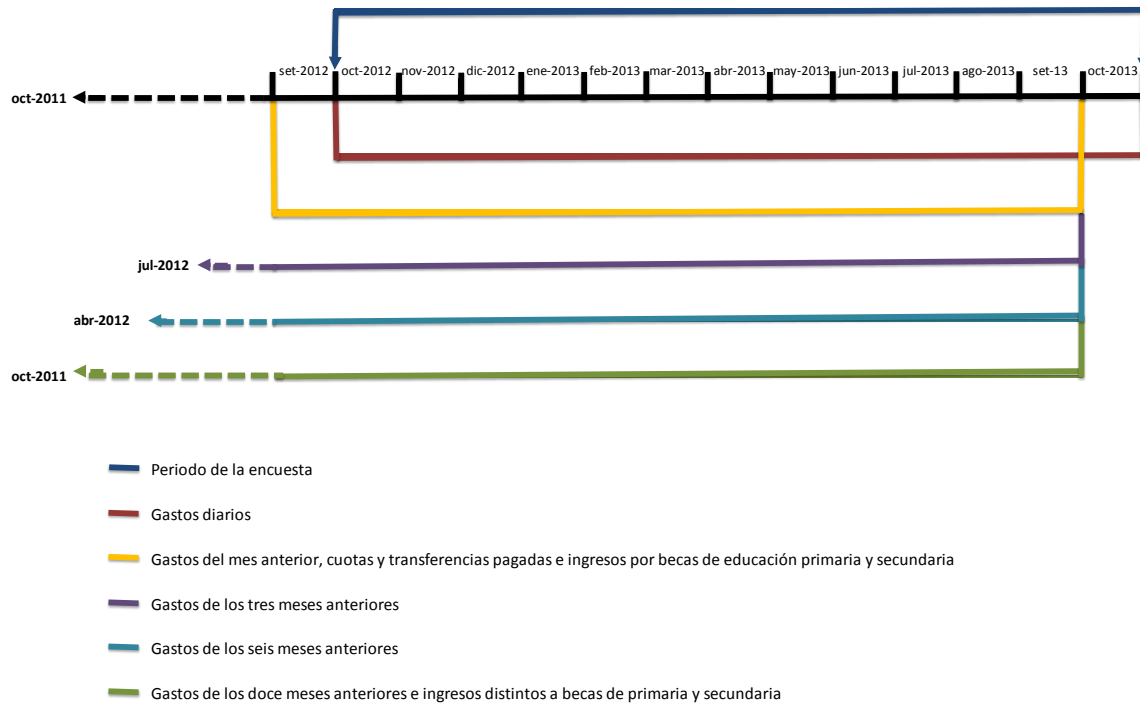 set-2012 oct-2012 nov-2012 dic-2012 ene-2013 feb-2013 mar-2013 abr-2013 may-2013 jun-2013 jul-2013 ago-2013 set-13 oct-2013
oct-2011
jul-2012
abr-2012
oct-2011
Periodo de la encuesta
Gastos diarios
Gastos del mes anterior, cuotas y transferencias pagadas e ingresos por becas de educación primaria y secundaria
Gastos de los tres meses anteriores
Gastos de los seis meses anteriores
Gastos de los doce meses anteriores e ingresos distintos a becas de primaria y secundaria